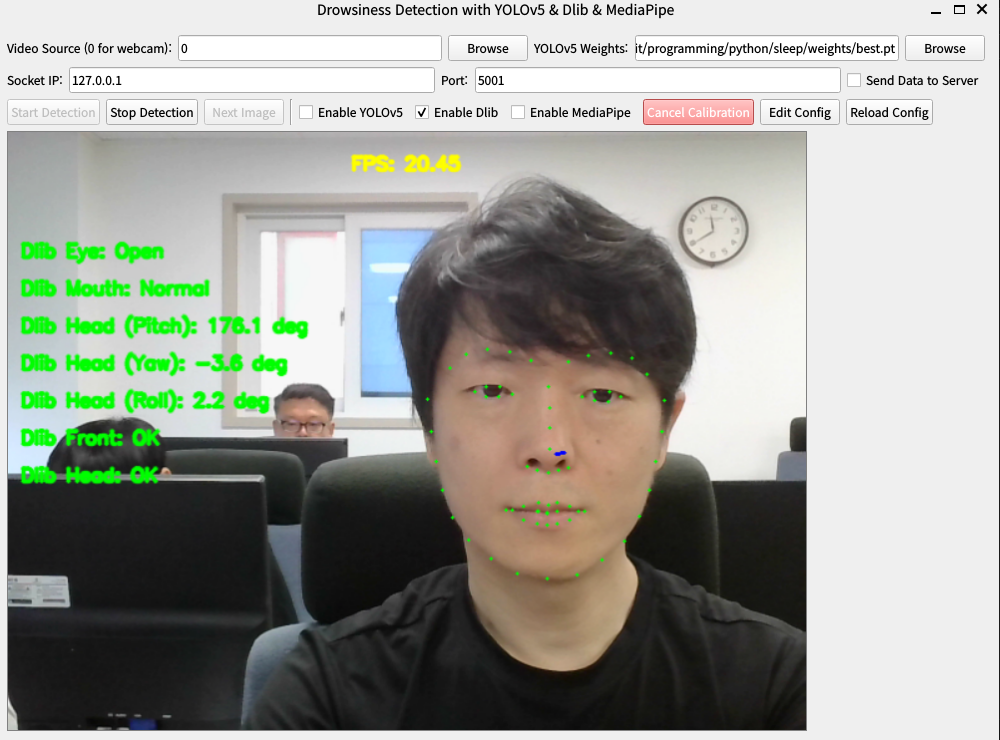 Drowsiness Detection with YOLOv5 & Dlib & MediaPipe
Video Source (0 for webcam): 0 Browse YOLOv5 Weights: it/programming/python/sleep/weights/best.pt Browse
Socket IP: 127.0.0.1 Port: 5001 Send Data to Server
Start Detection Stop Detection Next Image Enable YOLOv5 Enable Dlib Enable MediaPipe Cancel Calibration Edit Config Reload Config
FPS: 20.45
Dlib Eye: Open
Dlib Mouth: Normal
Dlib Head (Pitch): 176.1 deg
Dlib Head (Yaw): -3.6 deg
Dlib Head (Roll): 2.2 deg
Dlib Front: OK
Dlib Head: OK